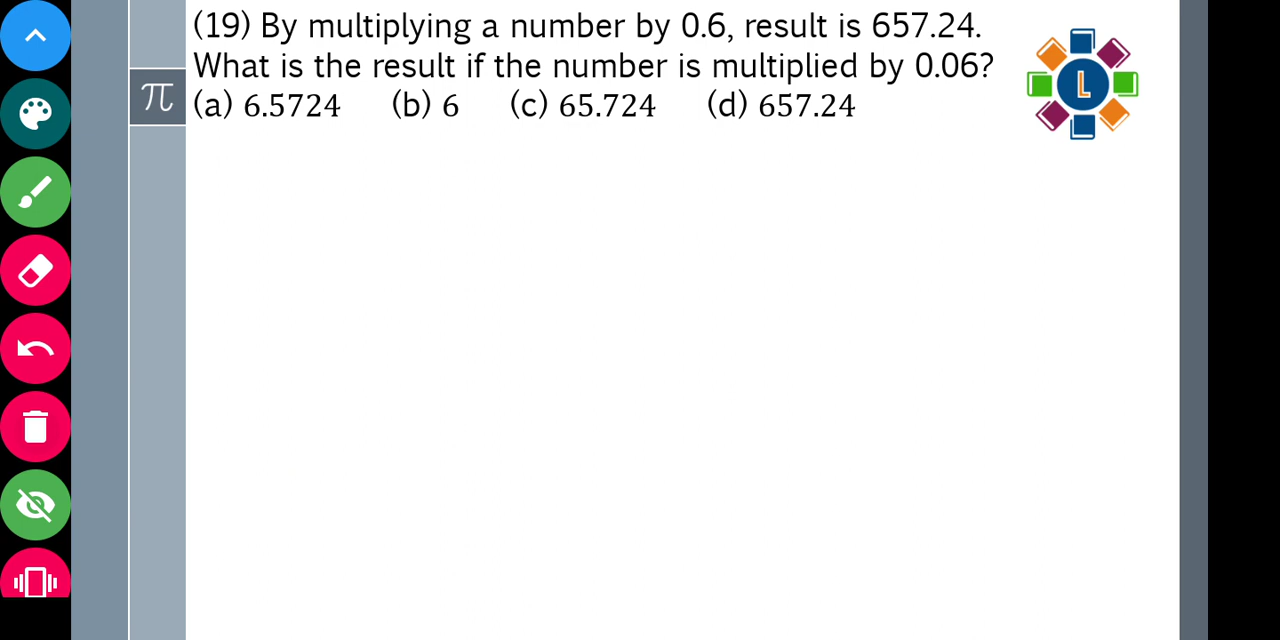 (19) By multiplying a number by 0.6, result is 657.24.
What is the result if the number is multiplied by 0.06?
π
(a) 6.5724 (b) 6 (c) 65.724 (d) 657.24
L